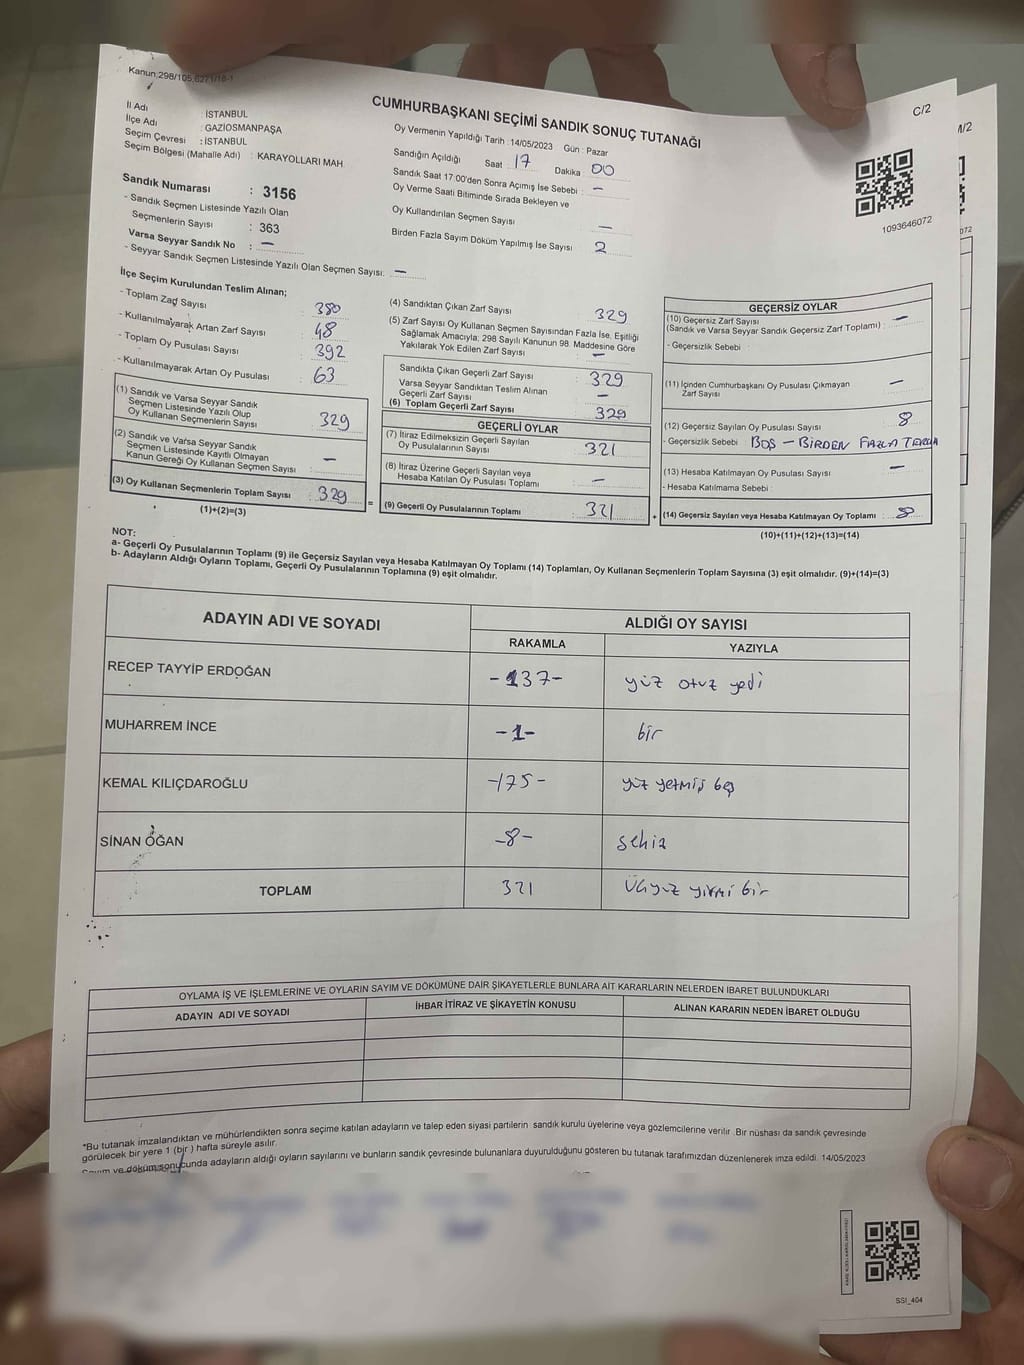 Kanun:298/105,6271/18-1
C/2
M/2
CUMHURBAŞKANI SEÇİMİ SANDIK SONUÇ TUTANAĞI
İl Adı : İSTANBUL
İlçe Adı : GAZİOSMANPAŞA
Seçim Çevresi : İSTANBUL
Seçim Bölgesi (Mahalle Adı) : KARAYOLLARI MAH.
Oy Vermenin Yapıldığı Tarih : 14/05/2023 Gün : Pazar
Sandığın Açıldığı Saat : 17 Dakika : 00
Sandık Saat 17:00'den Sonra Açımış İse Sebebi : –
Oy Verme Saati Bitiminde Sırada Bekleyen ve
Oy Kullandırılan Seçmen Sayısı –
Birden Fazla Sayım Döküm Yapılmış İse Sayısı 2
1093646072
072
Sandık Numarası : 3156
- Sandık Seçmen Listesinde Yazılı Olan
Seçmenlerin Sayısı : 363
Varsa Seyyar Sandık No : –
- Seyyar Sandık Seçmen Listesinde Yazılı Olan Seçmen Sayısı: –
İlçe Seçim Kurulundan Teslim Alınan;
- Toplam Zarf Sayısı : 380
- Kullanılmayarak Artan Zarf Sayısı : 48
- Toplam Oy Pusulası Sayısı : 392
- Kullanılmayarak Artan Oy Pusulası : 63
(1) Sandık ve Varsa Seyyar Sandık
Seçmen Listesinde Yazılı Olup
Oy Kullanan Seçmenlerin Sayısı : 329
(2) Sandık ve Varsa Seyyar Sandık
Seçmen Listesinde Kayıtlı Olmayan
Kanun Gereği Oy Kullanan Seçmen Sayısı : –
(3) Oy Kullanan Seçmenlerin Toplam Sayısı : 329
(1)+(2)=(3)
=
(4) Sandıktan Çıkan Zarf Sayısı : 329
(5) Zarf Sayısı Oy Kullanan Seçmen Sayısından Fazla İse, Eşitliği
Sağlamak Amacıyla; 298 Sayılı Kanunun 98. Maddesine Göre
Yakılarak Yok Edilen Zarf Sayısı : –
Sandıkta Çıkan Geçerli Zarf Sayısı : 329
Varsa Seyyar Sandıktan Teslim Alınan
Geçerli Zarf Sayısı : –
(6) Toplam Geçerli Zarf Sayısı : 329
GEÇERLİ OYLAR
(7) İtiraz Edilmeksizin Geçerli Sayılan
Oy Pusulalarının Sayısı : 321
(8) İtiraz Üzerine Geçerli Sayılan veya
Hesaba Katılan Oy Pusulası Toplamı : –
(9) Geçerli Oy Pusulalarının Toplamı : 321
+
GEÇERSİZ OYLAR
(10) Geçersiz Zarf Sayısı
(Sandık ve Varsa Seyyar Sandık Geçersiz Zarf Toplamı) : –
- Geçersizlik Sebebi :
(11) İçinden Cumhurbaşkanı Oy Pusulası Çıkmayan
Zarf Sayısı –
(12) Geçersiz Sayılan Oy Pusulası Sayısı : 8
- Geçersizlik Sebebi : BOŞ – BİRDEN FAZLA TERCİH
(13) Hesaba Katılmayan Oy Pusulası Sayısı –
- Hesaba Katılmama Sebebi :
(14) Geçersiz Sayılan veya Hesaba Katılmayan Oy Toplamı : 8
(10)+(11)+(12)+(13)=(14)
NOT:
a- Geçerli Oy Pusulalarının Toplamı (9) ile Geçersiz Sayılan veya Hesaba Katılmayan Oy Toplamı (14) Toplamları, Oy Kullanan Seçmenlerin Toplam Sayısına (3) eşit olmalıdır. (9)+(14)=(3)
b- Adayların Aldığı Oyların Toplamı, Geçerli Oy Pusulalarının Toplamına (9) eşit olmalıdır.
ADAYIN ADI VE SOYADI ALDIĞI OY SAYISI
RAKAMLA YAZIYLA
RECEP TAYYİP ERDOĞAN -137- yüz otuz yedi
MUHARREM İNCE -1- bir
KEMAL KILIÇDAROĞLU -175- yüz yetmiş beş
SİNAN OĞAN -8- sekiz
TOPLAM 321 Üçyüz yirmi bir
OYLAMA İŞ VE İŞLEMLERİNE VE OYLARIN SAYIM VE DÖKÜMÜNE DAİR ŞİKAYETLERLE BUNLARA AİT KARARLARIN NELERDEN İBARET BULUNDUKLARI
ADAYIN ADI VE SOYADI İHBAR İTİRAZ VE ŞİKAYETİN KONUSU ALINAN KARARIN NEDEN İBARET OLDUĞU
*Bu tutanak imzalandıktan ve mühürlendikten sonra seçime katılan adayların ve talep eden siyasi partilerin sandık kurulu üyelerine veya gözlemcilerine verilir. Bir nüshası da sandık çevresinde
görülecek bir yere 1 (bir) hafta süreyle asılır.
Sayım ve döküm sonucunda adayların aldığı oyların sayılarını ve bunların sandık çevresinde bulunanlara duyurulduğunu gösteren bu tutanak tarafımızdan düzenlenerek imza edildi. 14/05/2023
SSI_404